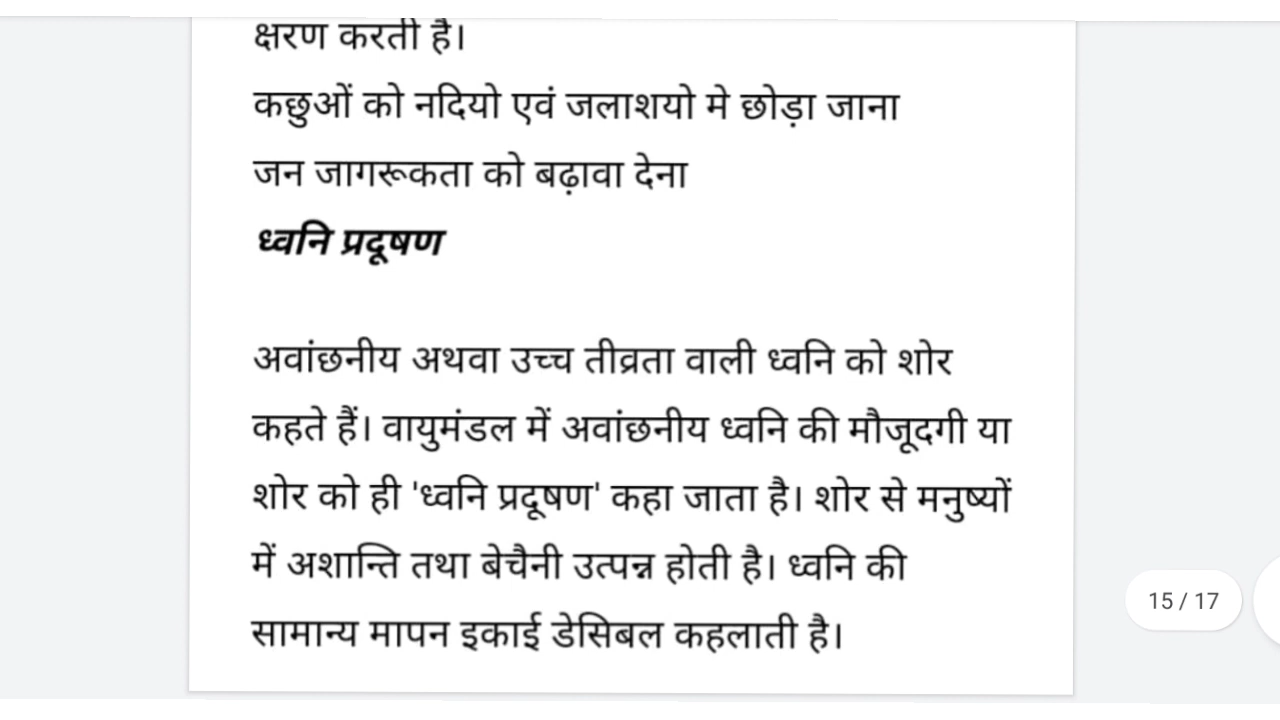 क्षरण करती है।
कछुओं को नदियो एवं जलाशयो मे छोड़ा जाना
जन जागरूकता को बढ़ावा देना
ध्वनि प्रदूषण
अवांछनीय अथवा उच्च तीव्रता वाली ध्वनि को शोर
कहते हैं। वायुमंडल में अवांछनीय ध्वनि की मौजूदगी या
शोर को ही 'ध्वनि प्रदूषण' कहा जाता है। शोर से मनुष्यों
में अशान्ति तथा बेचैनी उत्पन्न होती है। ध्वनि की
सामान्य मापन इकाई डेसिबल कहलाती है।
15 / 17